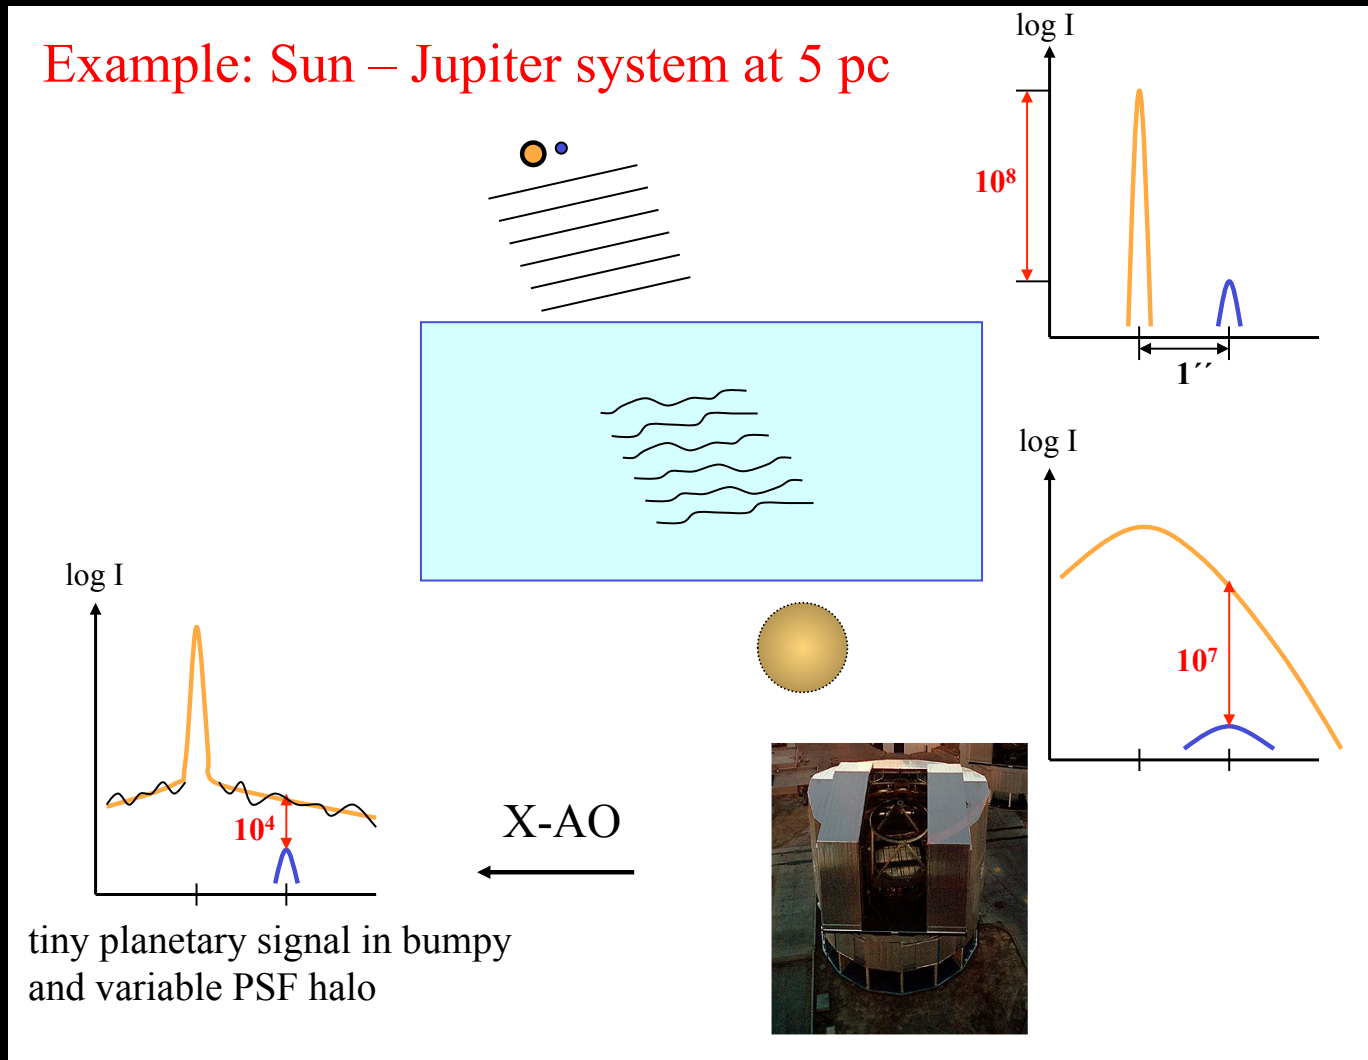 Example: Sun – Jupiter system at 5 pc
log I
10⁸
1´´
log I
10⁷
log I
10⁴
X-AO
tiny planetary signal in bumpy
and variable PSF halo